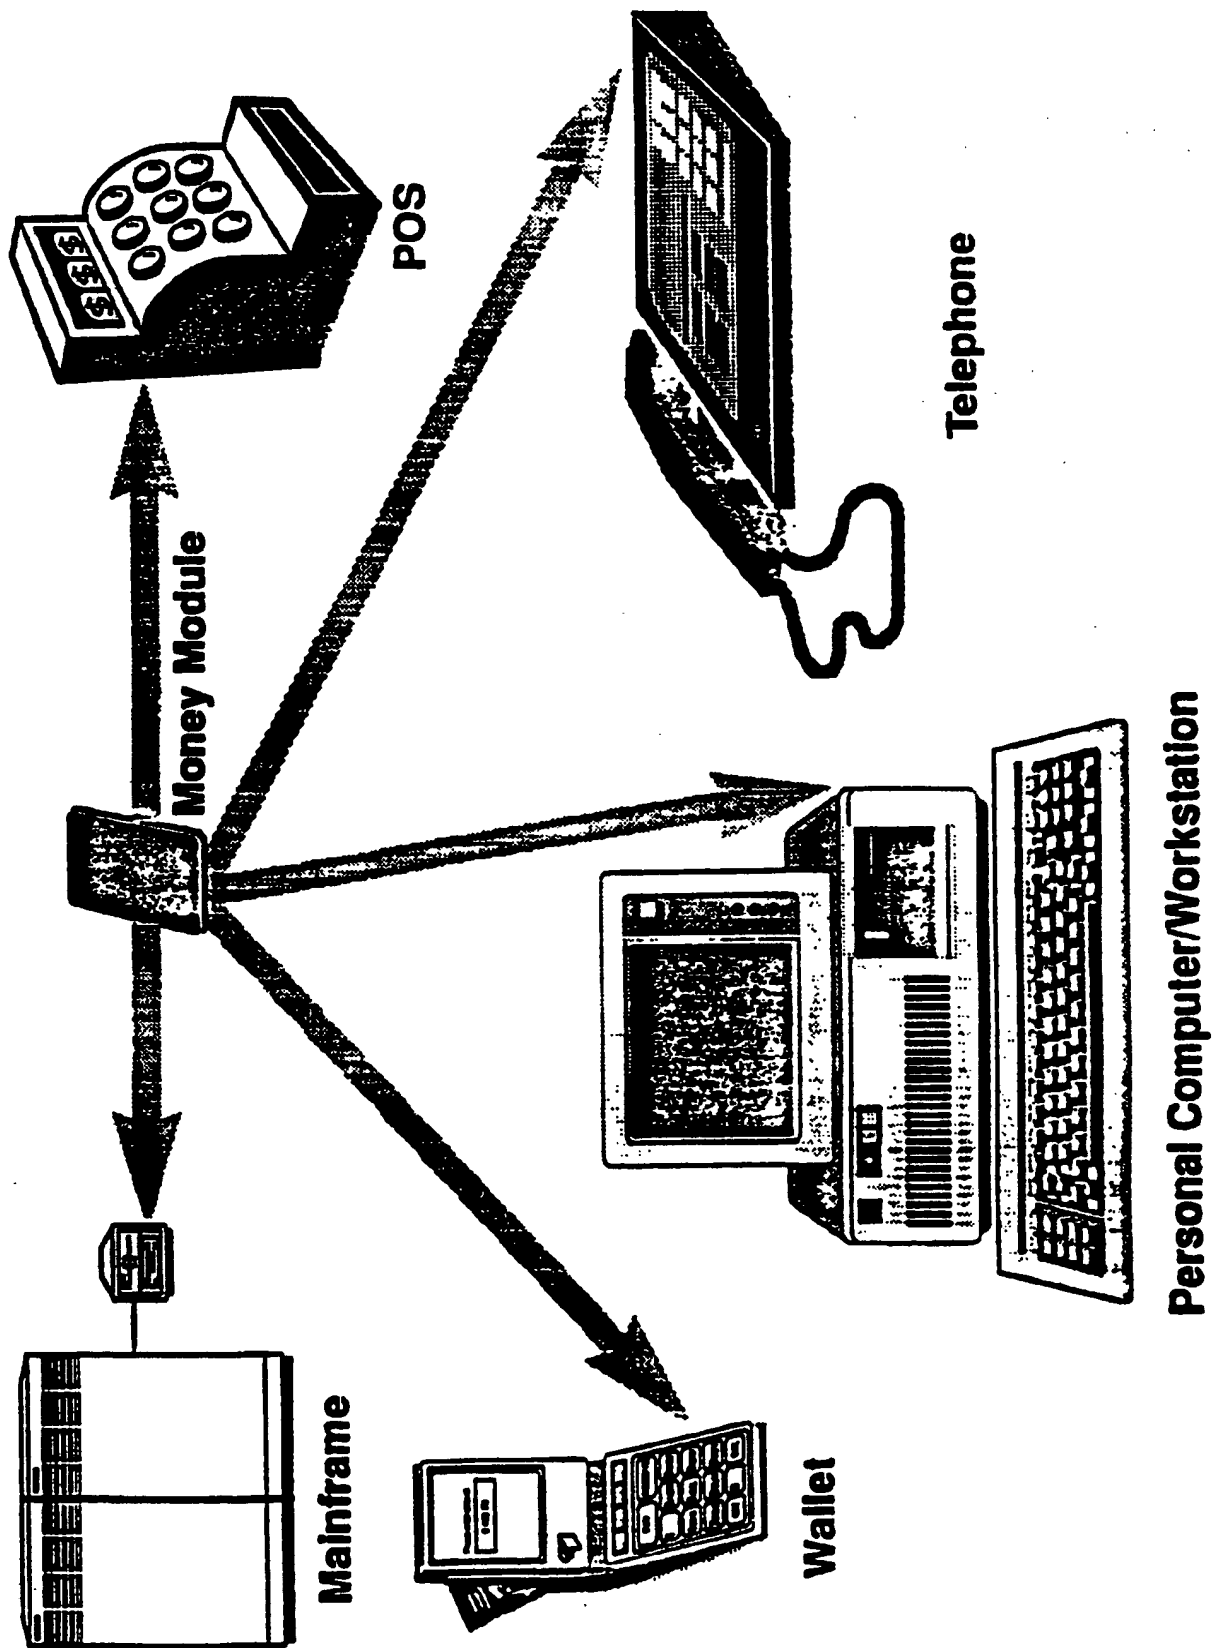 Mainframe
Money Module
POS
Wallet
Personal Computer/Workstation
Telephone
$ $ $